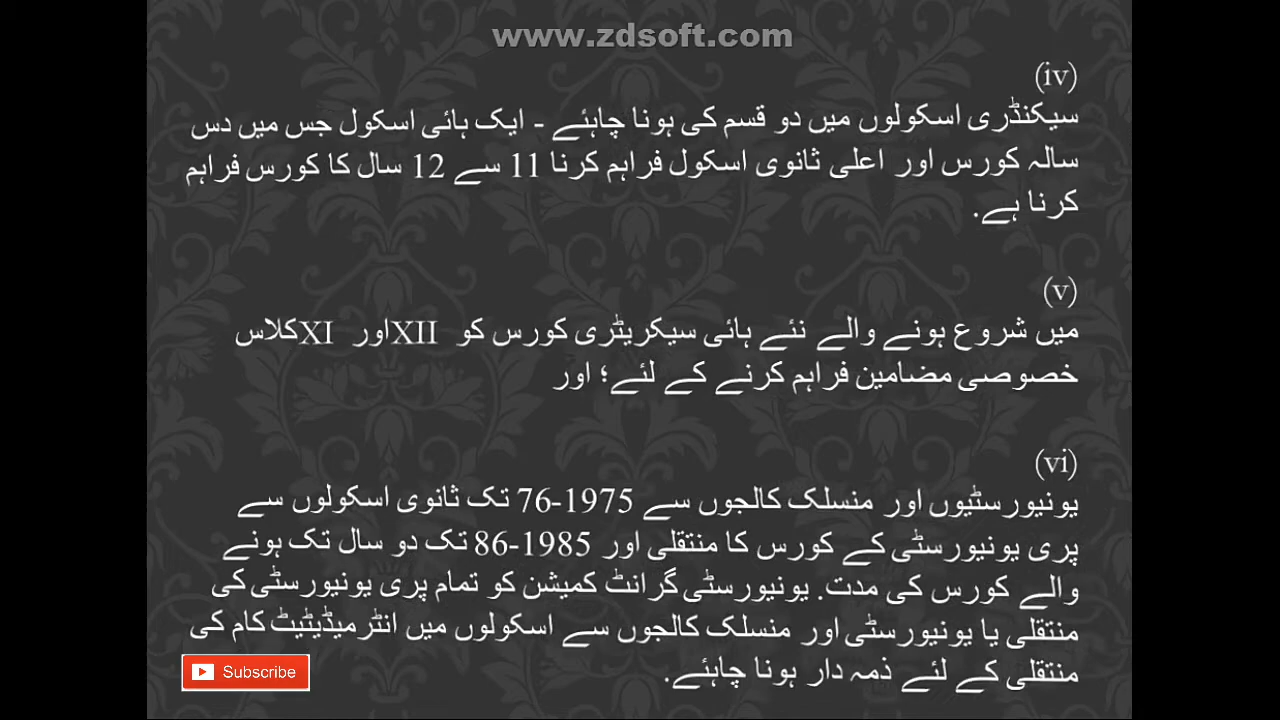 www.zdsoft.com
(iv)
سیکنڈری اسکولوں میں دو قسم کی ہونا چاہئے - ایک ہائی اسکول جس میں دس
سالہ کورس اور اعلی ثانوی اسکول فراہم کرنا 11 سے 12 سال کا کورس فراہم
کرنا ہے.
(v)
میں شروع ہونے والے نئے ہائی سیکریٹری کورس کو XII اور XI کلاس
خصوصی مضامین فراہم کرنے کے لئے؛ اور
(vi)
یونیورسٹیوں اور منسلک کالجوں سے 1975-76 تک ثانوی اسکولوں سے
پری یونیورسٹی کے کورس کا منتقلی اور 1985-86 تک دو سال تک ہونے
والے کورس کی مدت. یونیورسٹی گرانٹ کمیشن کو تمام پری یونیورسٹی کی
منتقلی یا یونیورسٹی اور منسلک کالجوں سے اسکولوں میں انٹرمیڈیٹیٹ کام کی
منتقلی کے لئے ذمہ دار ہونا چاہئے.
Subscribe